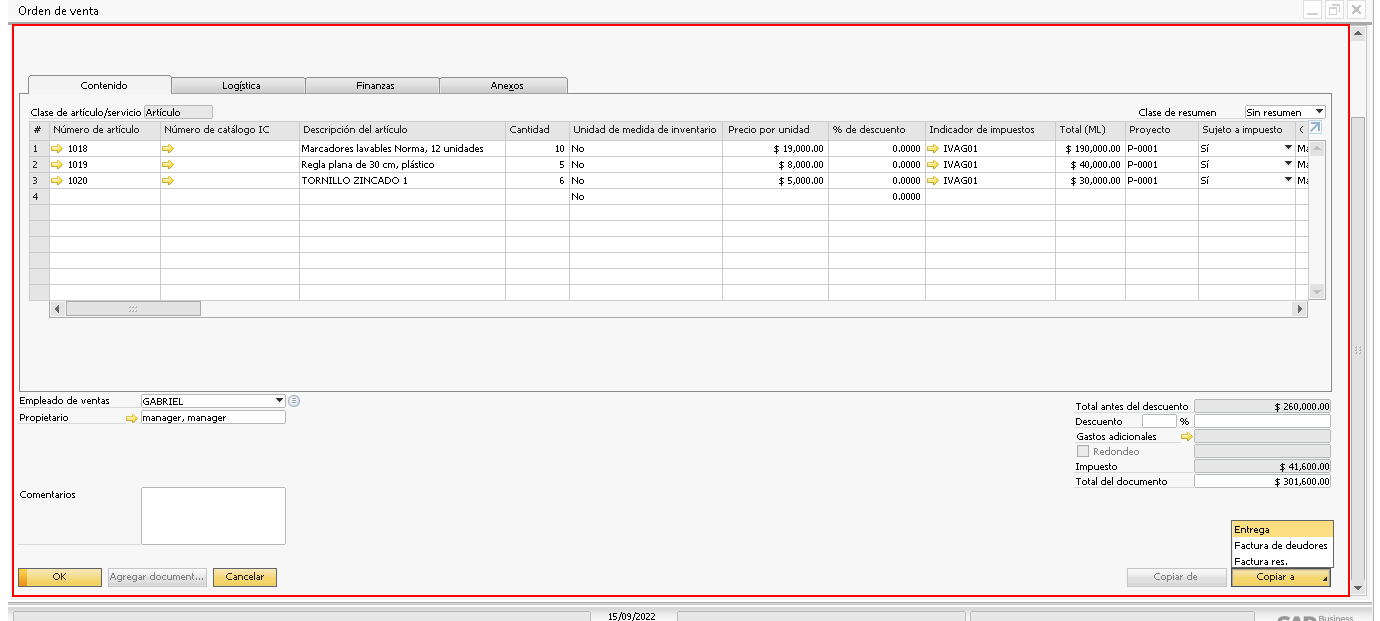 Orden de venta
Contenido Logística Finanzas Anexos
Clase de artículo/servicio Artículo Clase de resumen Sin resumen
# Número de artículo Número de catálogo IC Descripción del artículo Cantidad Unidad de medida de inventario Precio por unidad % de descuento Indicador de impuestos Total (ML) Proyecto Sujeto a impuesto
1 1018 Marcadores lavables Norma, 12 unidades 10 No $ 19,000.00 0.0000 IVAG01 $ 190,000.00 P-0001 Sí Ma
2 1019 Regla plana de 30 cm, plástico 5 No $ 8,000.00 0.0000 IVAG01 $ 40,000.00 P-0001 Sí Ma
3 1020 TORNILLO ZINCADO 1 6 No $ 5,000.00 0.0000 IVAG01 $ 30,000.00 P-0001 Sí Ma
4 No 0.0000
Empleado de ventas GABRIEL
Propietario manager, manager
Total antes del descuento $ 260,000.00
Descuento %
Gastos adicionales
Redondeo
Impuesto $ 41,600.00
Total del documento $ 301,600.00
Comentarios
Entrega
Factura de deudores
Factura res.
OK Agregar document... Cancelar Copiar de Copiar a
15/09/2022 Business